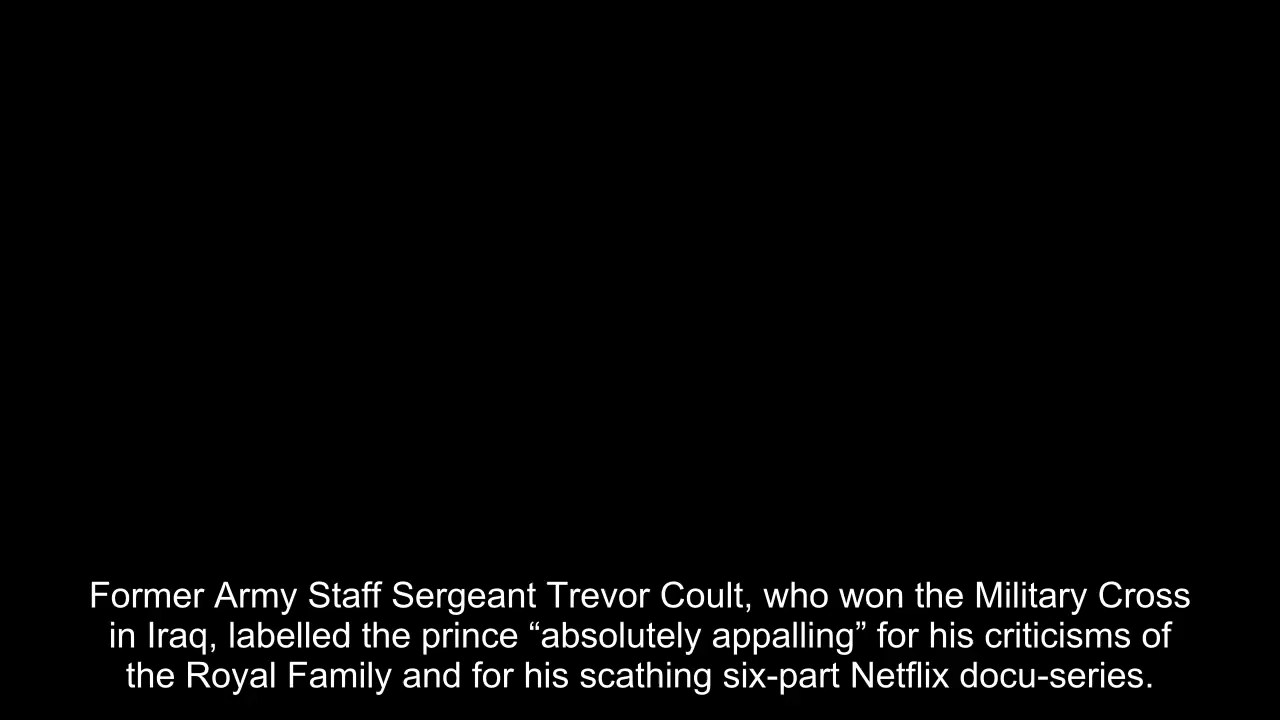 Former Army Staff Sergeant Trevor Coult, who won the Military Cross
in Iraq, labelled the prince “absolutely appalling” for his criticisms of
the Royal Family and for his scathing six-part Netflix docu-series.